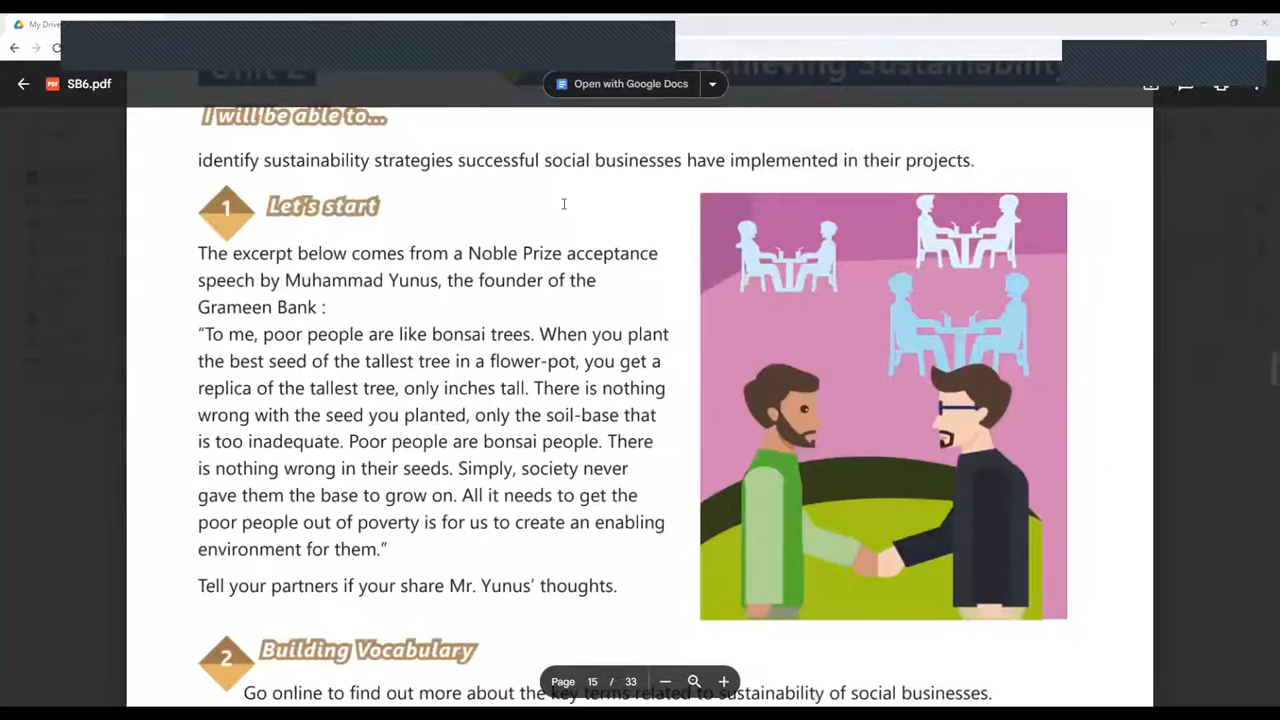 My Drive
SB6.pdf
Open with Google Docs
Unit 2
Achieving Sustainability
I will be able to...
identify sustainability strategies successful social businesses have implemented in their projects.
1 Let's start
The excerpt below comes from a Noble Prize acceptance
speech by Muhammad Yunus, the founder of the
Grameen Bank :
“To me, poor people are like bonsai trees. When you plant
the best seed of the tallest tree in a flower-pot, you get a
replica of the tallest tree, only inches tall. There is nothing
wrong with the seed you planted, only the soil-base that
is too inadequate. Poor people are bonsai people. There
is nothing wrong in their seeds. Simply, society never
gave them the base to grow on. All it needs to get the
poor people out of poverty is for us to create an enabling
environment for them.”
Tell your partners if your share Mr. Yunus’ thoughts.
2 Building Vocabulary
Go online to find out more about the key terms related to sustainability of social businesses.
Page 15 / 33